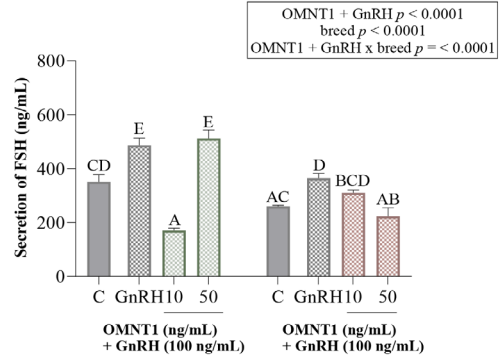 OMNT1 + GnRH p < 0.0001
breed p < 0.0001
OMNT1 + GnRH x breed p = < 0.0001
Secretion of FSH (ng/mL)
800
600
400
200
0
CD
E
A
E
AC
D
BCD
AB
C GnRH 10 50
C GnRH 10 50
OMNT1 (ng/mL)
+ GnRH (100 ng/mL)
OMNT1 (ng/mL)
+ GnRH (100 ng/mL)